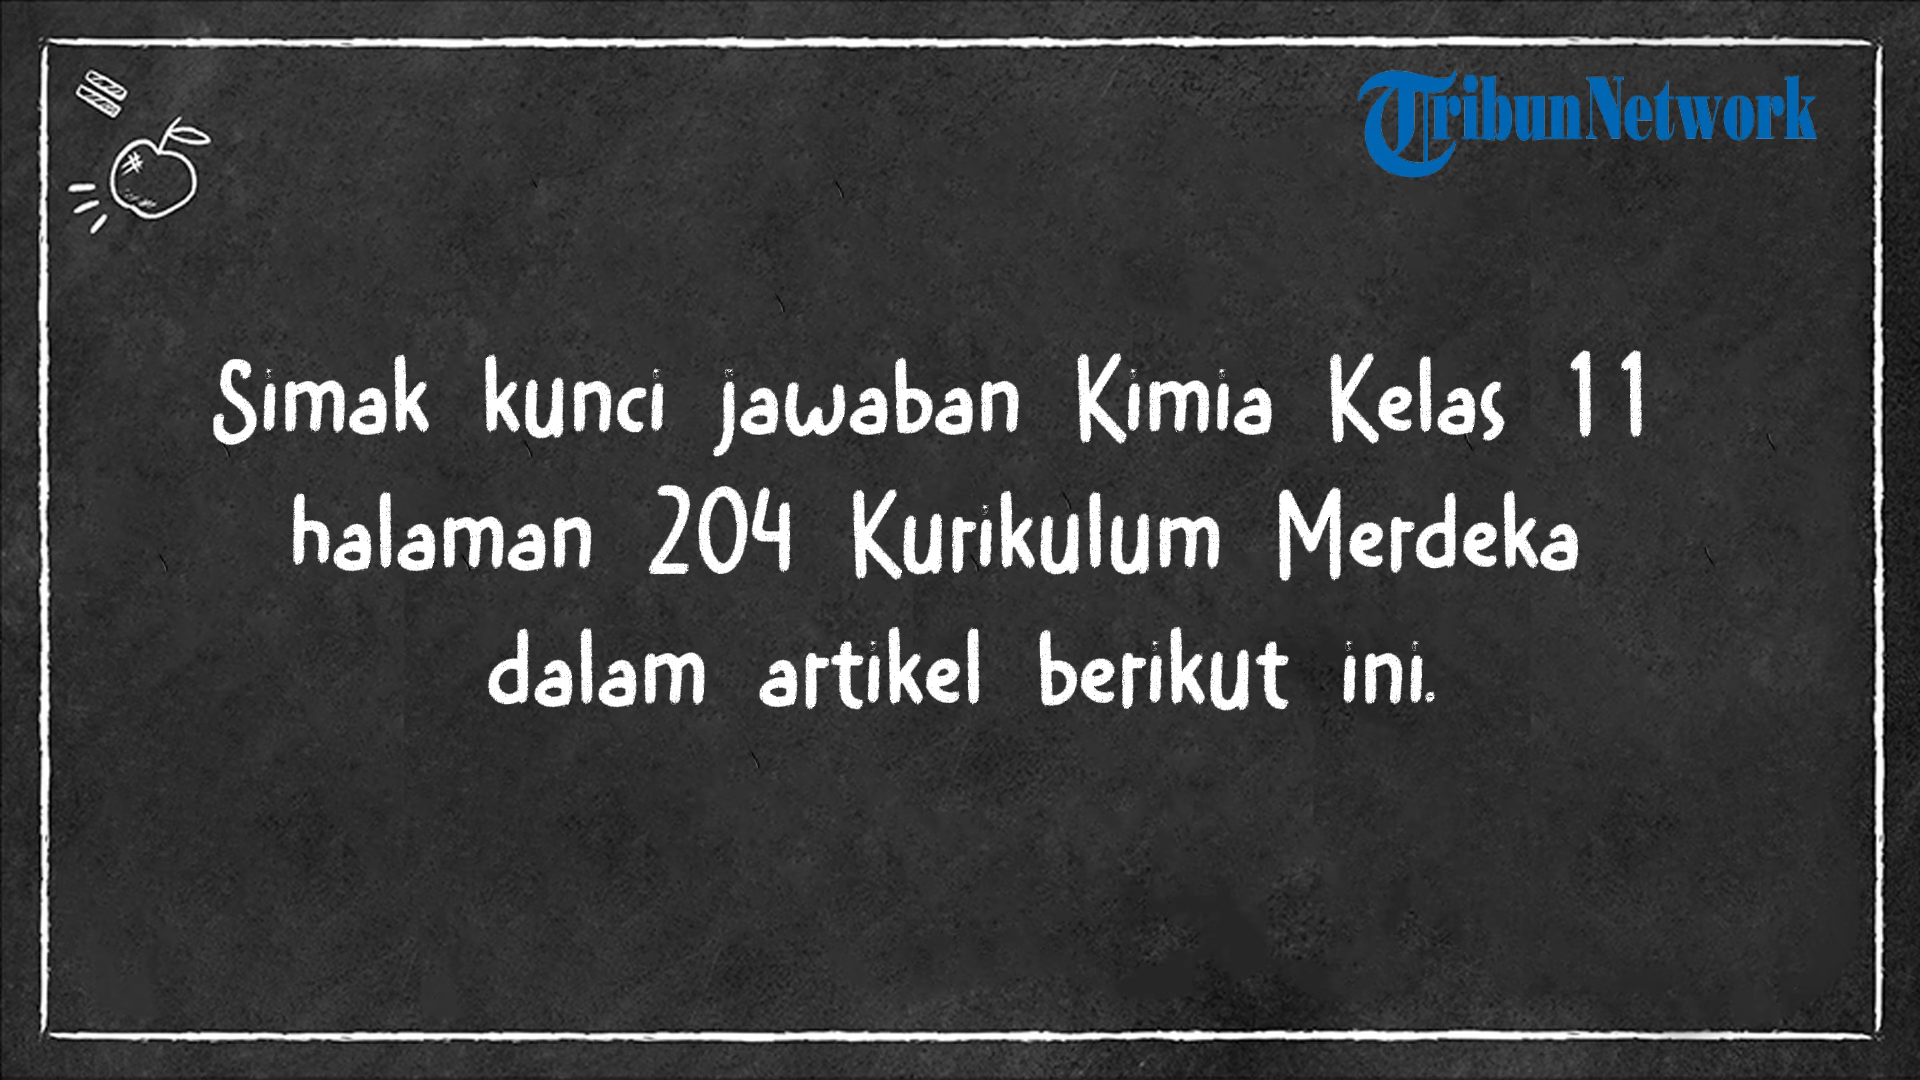 TribunNetwork
Simak kunci jawaban Kimia Kelas 11
halaman 204 Kurikulum Merdeka
dalam artikel berikut ini.